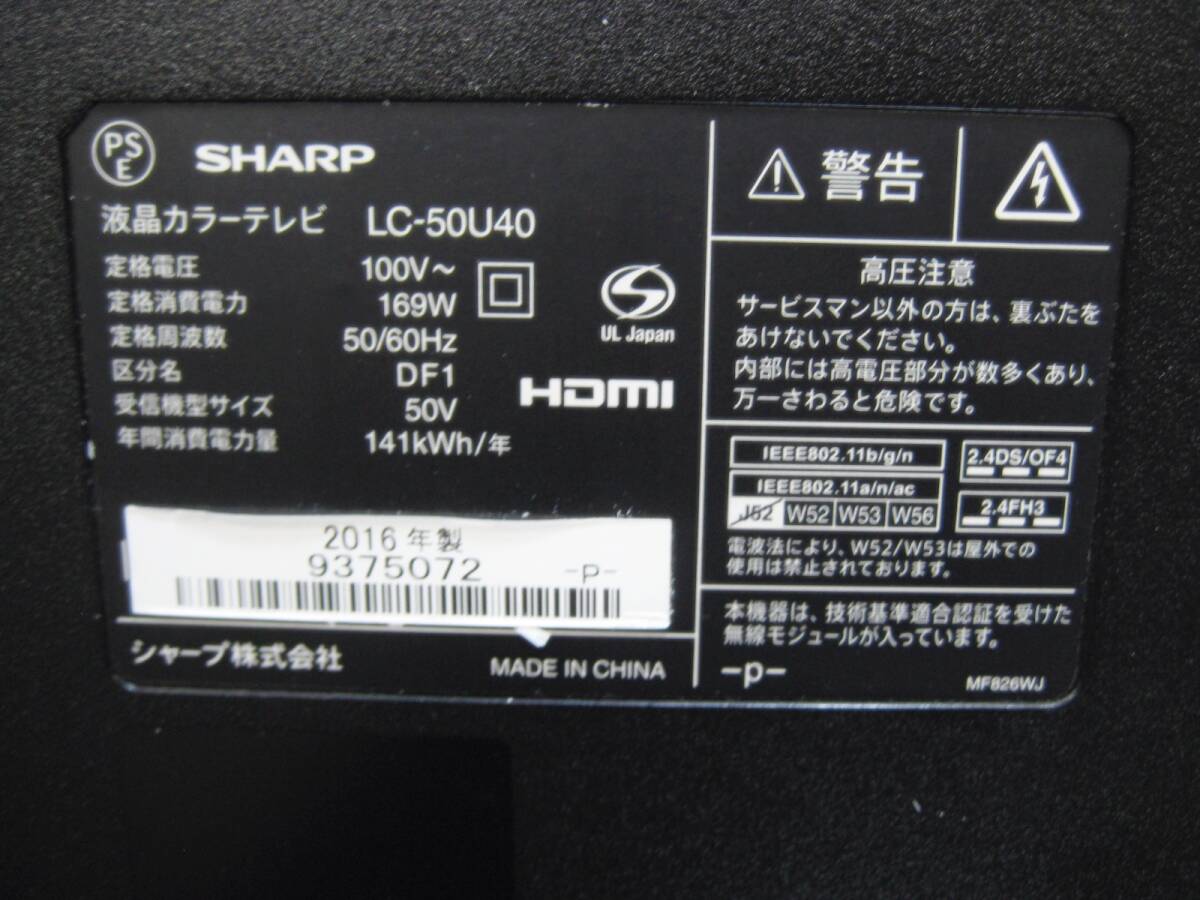 PSE
SHARP
液晶カラーテレビ LC-50U40
定格電圧 100V～
定格消費電力 169W
定格周波数 50/60Hz
区分名 DF1
受信機型サイズ 50V
年間消費電力量 141kWh/年
S
UL Japan
HDMI
2016年製
9375072 -P-
シャープ株式会社
MADE IN CHINA
警告
高圧注意
サービスマン以外の方は、裏ぶたを
あけないでください。
内部には高電圧部分が数多くあり、
万一さわると危険です。
IEEE802.11b/g/n
IEEE802.11a/n/ac
J52 W52 W53 W56
2.4DS/OF4
2.4FH3
電波法により、W52/W53は屋外での
使用は禁止されております。
本機器は、技術基準適合認証を受けた
無線モジュールが入っています。
-P-
MF826WJ